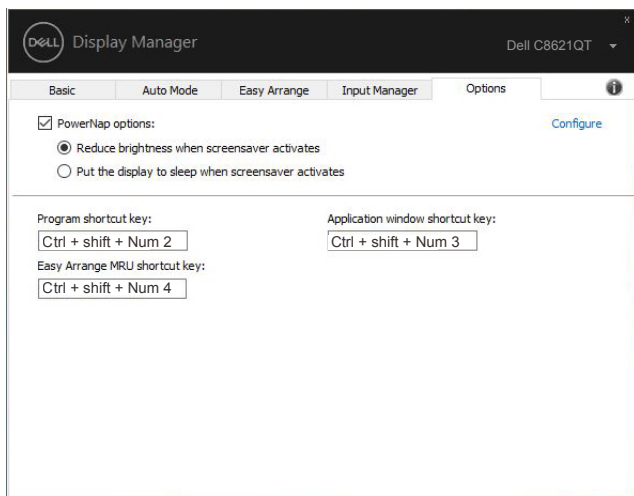 x
DELL Display Manager
Dell C8621QT
Basic Auto Mode Easy Arrange Input Manager Options
PowerNap options: Configure
Reduce brightness when screensaver activates
Put the display to sleep when screensaver activates
Program shortcut key: Application window shortcut key:
Ctrl + shift + Num 2 Ctrl + shift + Num 3
Easy Arrange MRU shortcut key:
Ctrl + shift + Num 4